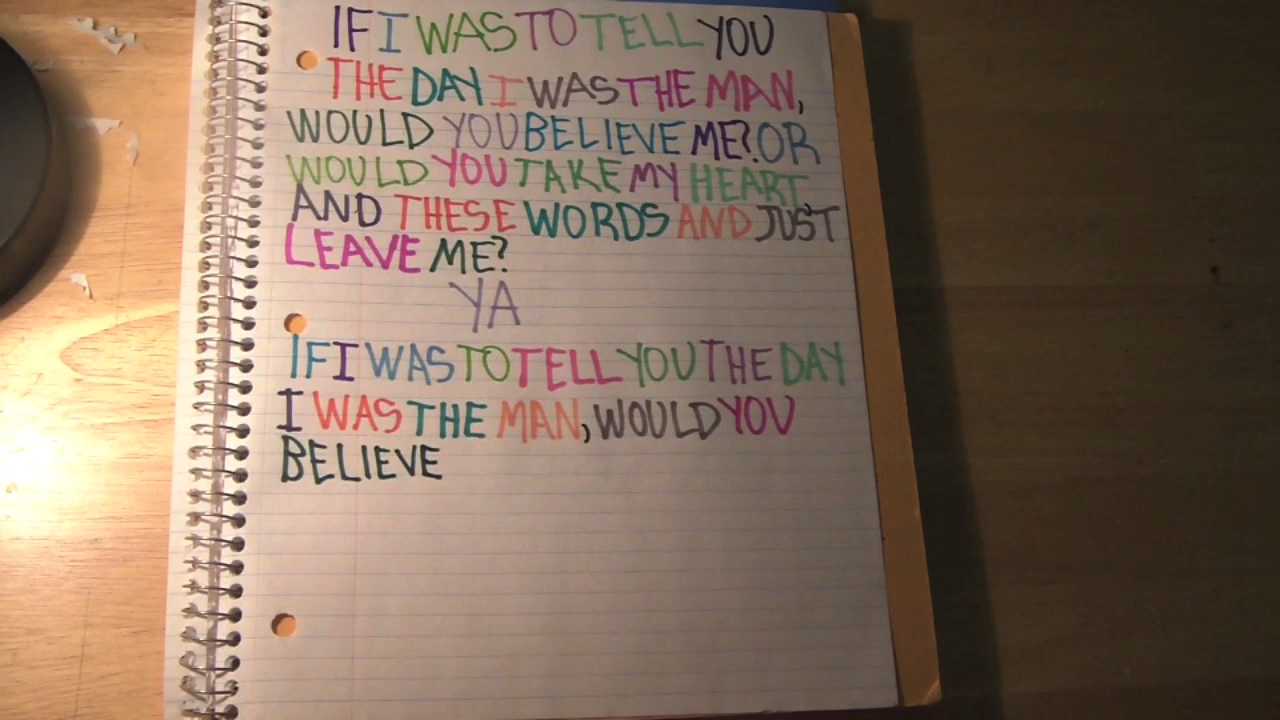 IF I WAS TO TELL YOU
THE DAY I WAS THE MAN,
WOULD YOU BELIEVE ME? OR
WOULD YOU TAKE MY HEART,
AND THESE WORDS AND JUST
LEAVE ME?
YA
IF I WAS TO TELL YOU THE DAY
I WAS THE MAN, WOULD YOU
BELIEVE